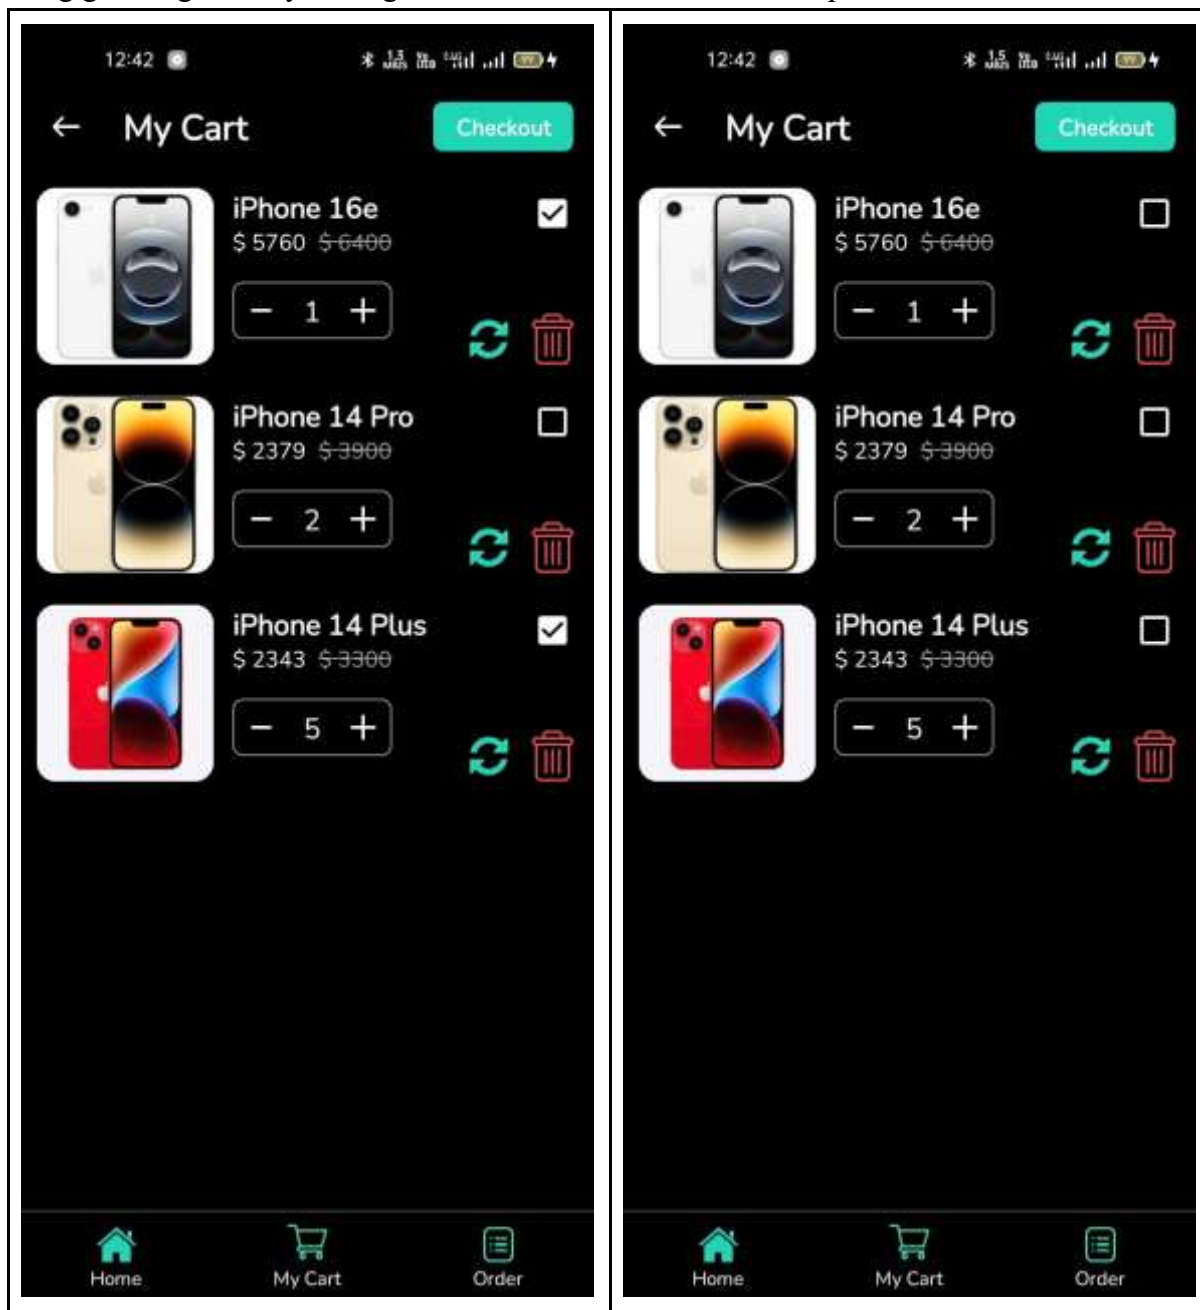 12:42
My Cart
Checkout
iPhone 16e
$ 5760 $ 6400
1
iPhone 14 Pro
$ 2379 $ 3900
2
iPhone 14 Plus
$ 2343 $ 3300
5
Home
My Cart
Order
12:42
My Cart
Checkout
iPhone 16e
$ 5760 $ 6400
1
iPhone 14 Pro
$ 2379 $ 3900
2
iPhone 14 Plus
$ 2343 $ 3300
5
Home
My Cart
Order